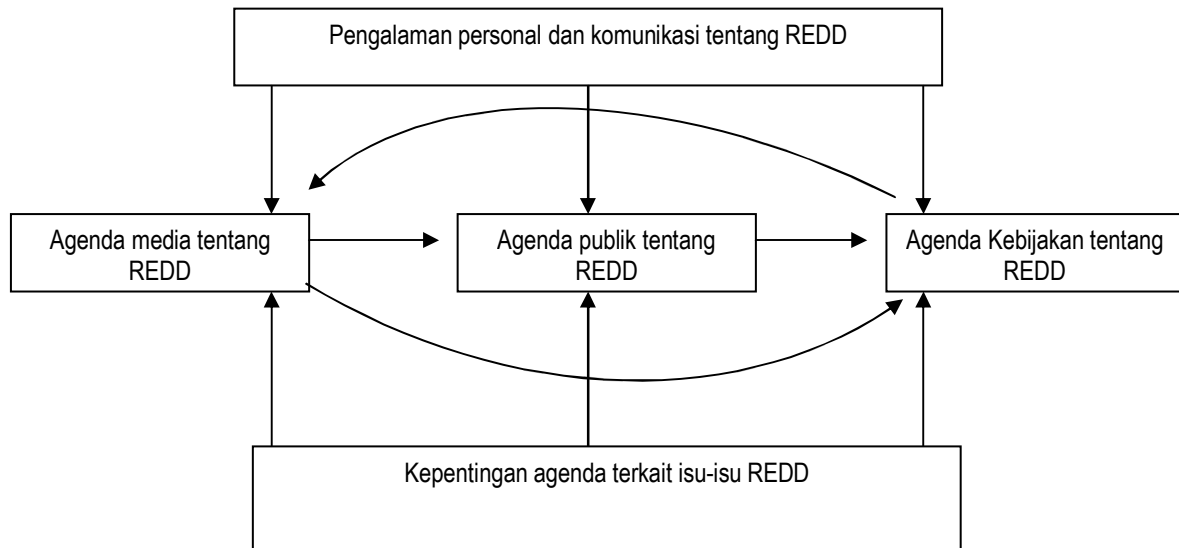 Pengalaman personal dan komunikasi tentang REDD
Agenda media tentang
REDD
Agenda publik tentang
REDD
Agenda Kebijakan tentang
REDD
Kepentingan agenda terkait isu-isu REDD